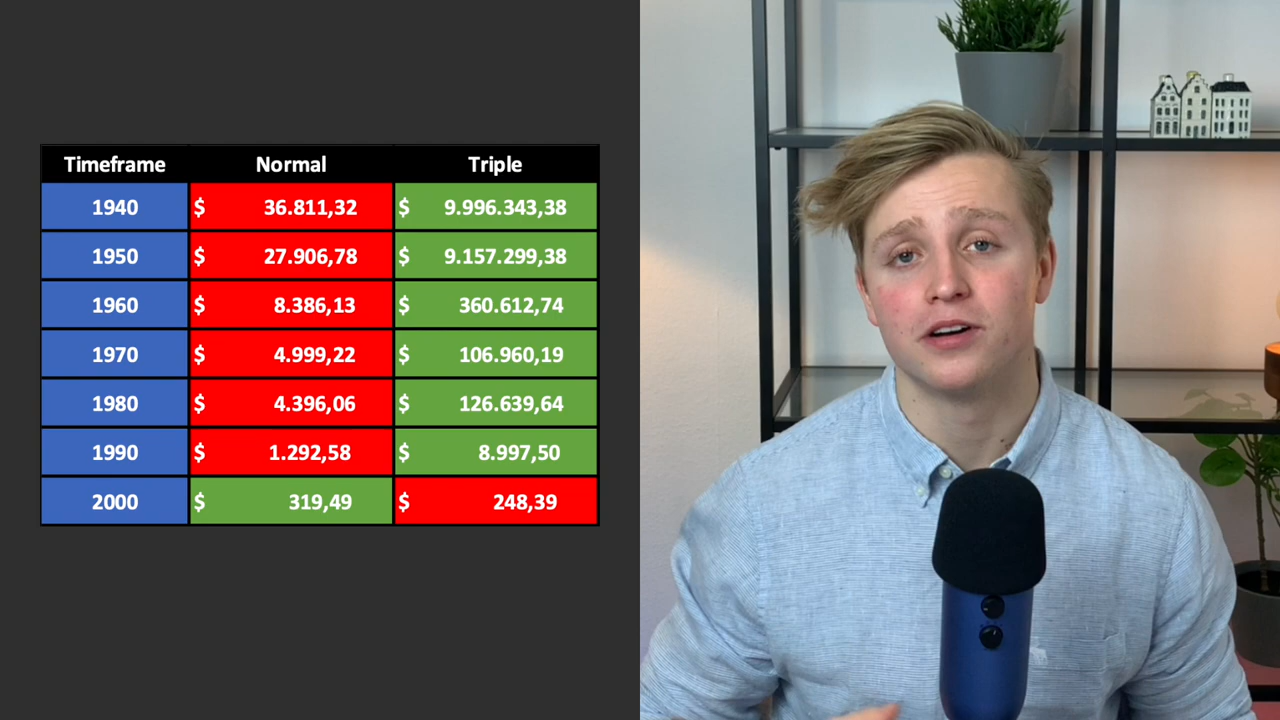 Timeframe Normal Triple
1940 $ 36.811,32 $ 9.996.343,38
1950 $ 27.906,78 $ 9.157.299,38
1960 $ 8.386,13 $ 360.612,74
1970 $ 4.999,22 $ 106.960,19
1980 $ 4.396,06 $ 126.639,64
1990 $ 1.292,58 $ 8.997,50
2000 $ 319,49 $ 248,39